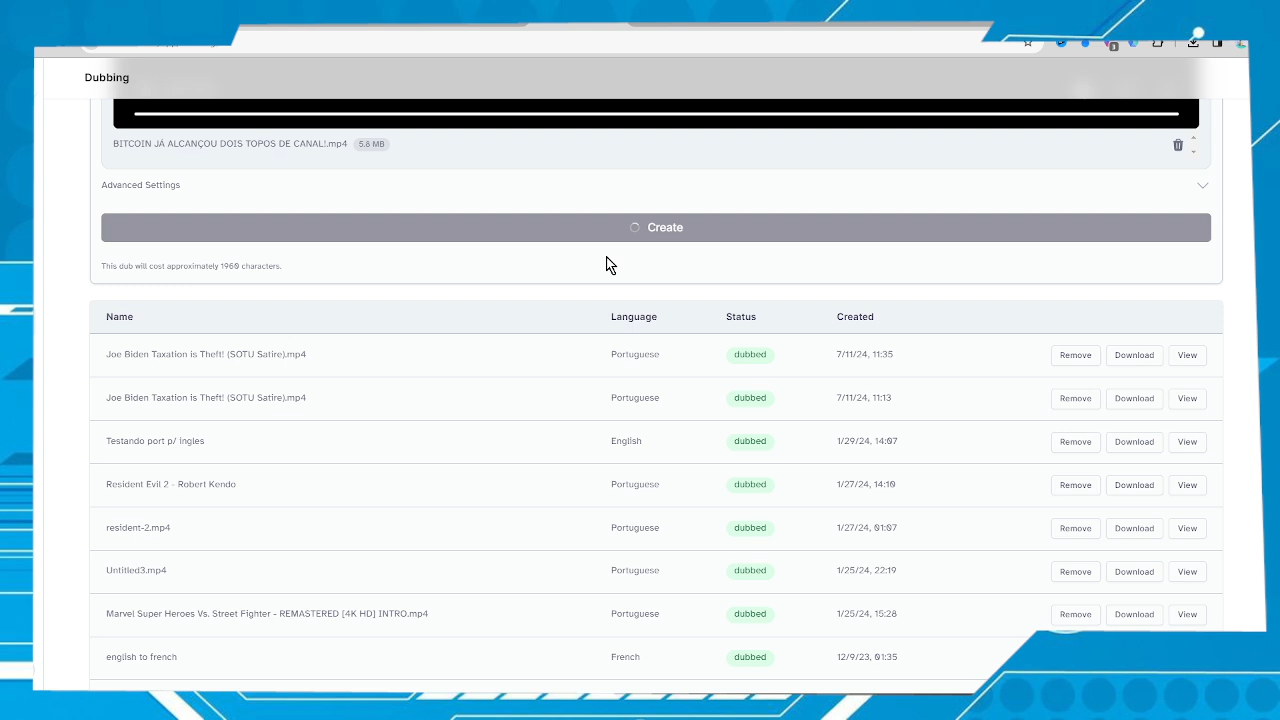 Dubbing
BITCOIN JÁ ALCANÇOU DOIS TOPOS DE CANAL!.mp4 5.8 MB
Advanced Settings
Create
This dub will cost approximately 1960 characters.
Name Language Status Created
Joe Biden Taxation is Theft! (SOTU Satire).mp4 Portuguese dubbed 7/11/24, 11:35 Remove Download View
Joe Biden Taxation is Theft! (SOTU Satire).mp4 Portuguese dubbed 7/11/24, 11:13 Remove Download View
Testando port p/ ingles English dubbed 1/29/24, 14:07 Remove Download View
Resident Evil 2 - Robert Kendo Portuguese dubbed 1/27/24, 14:10 Remove Download View
resident-2.mp4 Portuguese dubbed 1/27/24, 01:07 Remove Download View
Untitled3.mp4 Portuguese dubbed 1/25/24, 22:19 Remove Download View
Marvel Super Heroes Vs. Street Fighter - REMASTERED [4K HD] INTRO.mp4 Portuguese dubbed 1/25/24, 15:28 Remove Download View
english to french French dubbed 12/9/23, 01:35